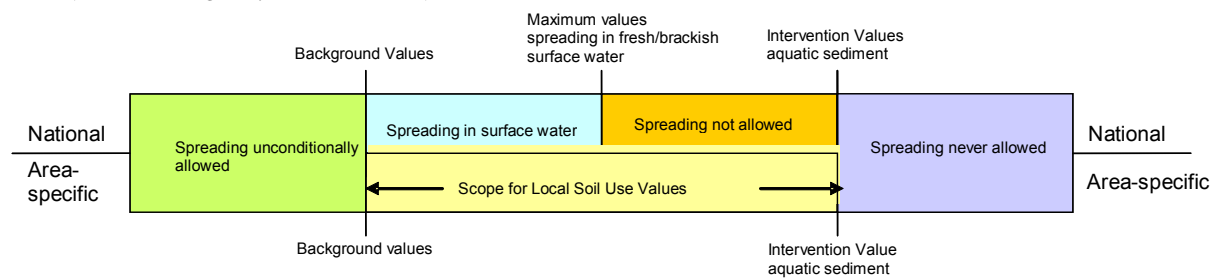 Maximum values
spreading in fresh/brackish
surface water
Intervention Values
aquatic sediment
Background Values
National
Spreading unconditionally
allowed
Spreading in surface water
Spreading not allowed
Spreading never allowed
National
Area-
specific
Scope for Local Soil Use Values
Area-specific
Background values
Intervention Value
aquatic sediment